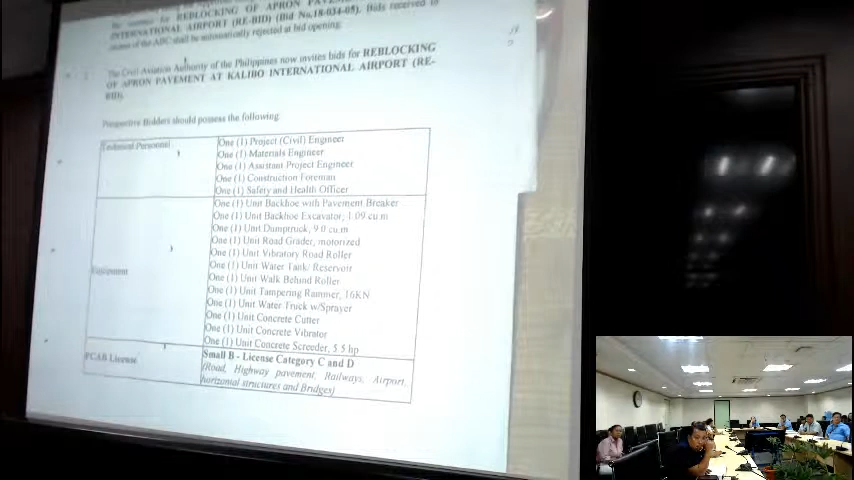 REBLOCKING OF APRON PAVEMENT
INTERNATIONAL AIRPORT (RE-BID) (Bid No. 18-034-05). Bids received in
excess of the ABC shall be automatically rejected at bid opening.
The Civil Aviation Authority of the Philippines now invites bids for REBLOCKING
OF APRON PAVEMENT AT KALIBO INTERNATIONAL AIRPORT (RE-
BID).
Prospective Bidders should possess the following:
Technical Personnel
One (1) Project (Civil) Engineer
One (1) Materials Engineer
One (1) Assistant Project Engineer
One (1) Construction Foreman
One (1) Safety and Health Officer
Equipment
One (1) Unit Backhoe with Pavement Breaker
One (1) Unit Backhoe Excavator, 1.09 cu.m
One (1) Unit Dumptruck, 9.0 cu.m
One (1) Unit Road Grader, motorized
One (1) Unit Vibratory Road Roller
One (1) Unit Water Tank/ Reservoir
One (1) Unit Walk Behind Roller
One (1) Unit Tampering Rammer, 16KN
One (1) Unit Water Truck w/Sprayer
One (1) Unit Concrete Cutter
One (1) Unit Concrete Vibrator
One (1) Unit Concrete Screeder, 5.5 hp
PCAB License
Small B - License Category C and D
(Road, Highway pavement, Railways, Airport,
horizontal structures and Bridges)